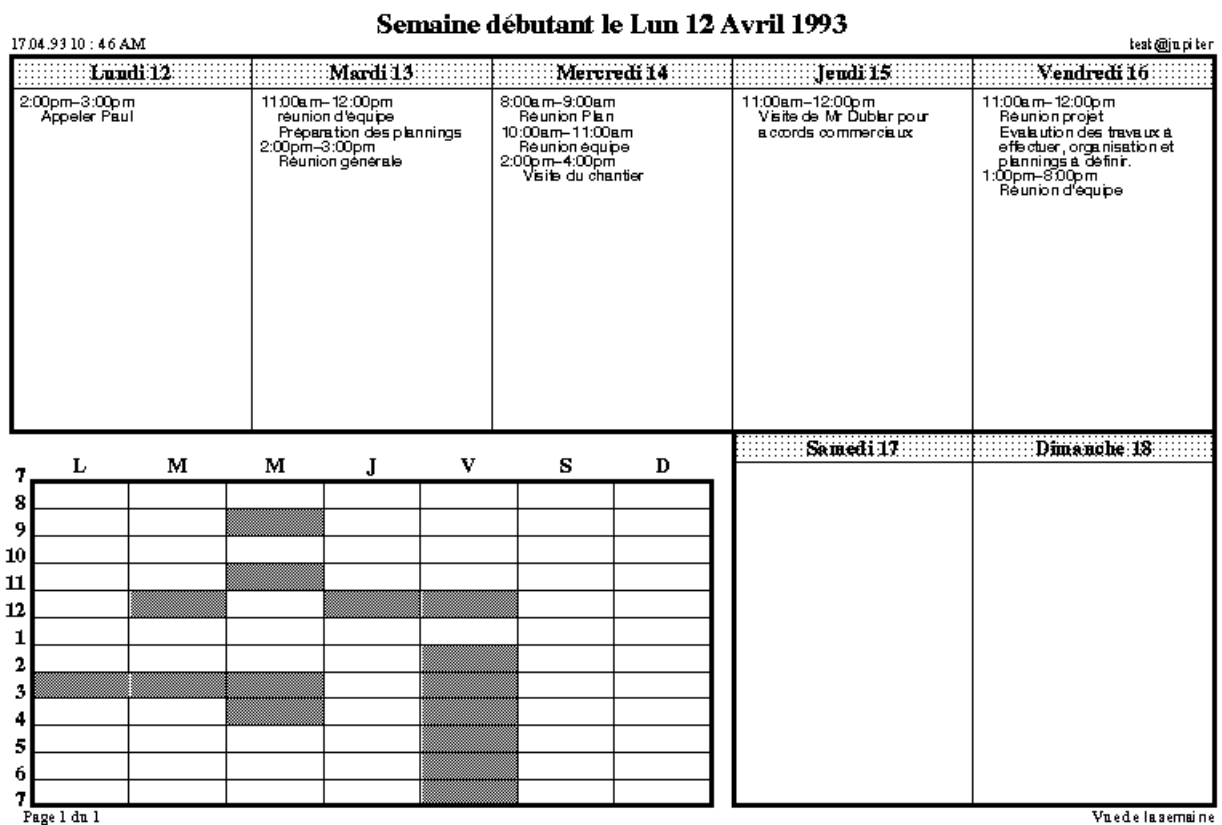 Semaine débutant le Lun 12 Avril 1993
17.04.93 10 : 46 AM
test@jupiter
Lundi 12
2:00pm–3:00pm
Appeler Paul
Mardi 13
11:00am–12:00pm
réunion d'équipe
Préparation des plannings
2:00pm–3:00pm
Réunion générale
Mercredi 14
8:00am–9:00am
Réunion Plan
10:00am–11:00am
Réunion équipe
2:00pm–4:00pm
Visite du chantier
Jeudi 15
11:00am–12:00pm
Visite de Mr Dublar pour
accords commerciaux
Vendredi 16
11:00am–12:00pm
Réunion projet
Evalaution des travaux à
effectuer, organisation et
plannings à définir.
1:00pm–8:00pm
Réunion d'équipe
Samedi 17
Dimanche 18
L M M J V S D
7
8
9
10
11
12
1
2
3
4
5
6
7
Page 1 du 1
Vue de la semaine